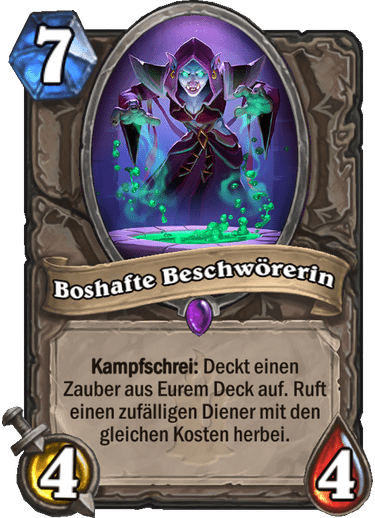 7
Boshafte Beschwörerin
Kampfschrei: Deckt einen
Zauber aus Eurem Deck auf. Ruft
einen zufälligen Diener mit den
gleichen Kosten herbei.
4
4